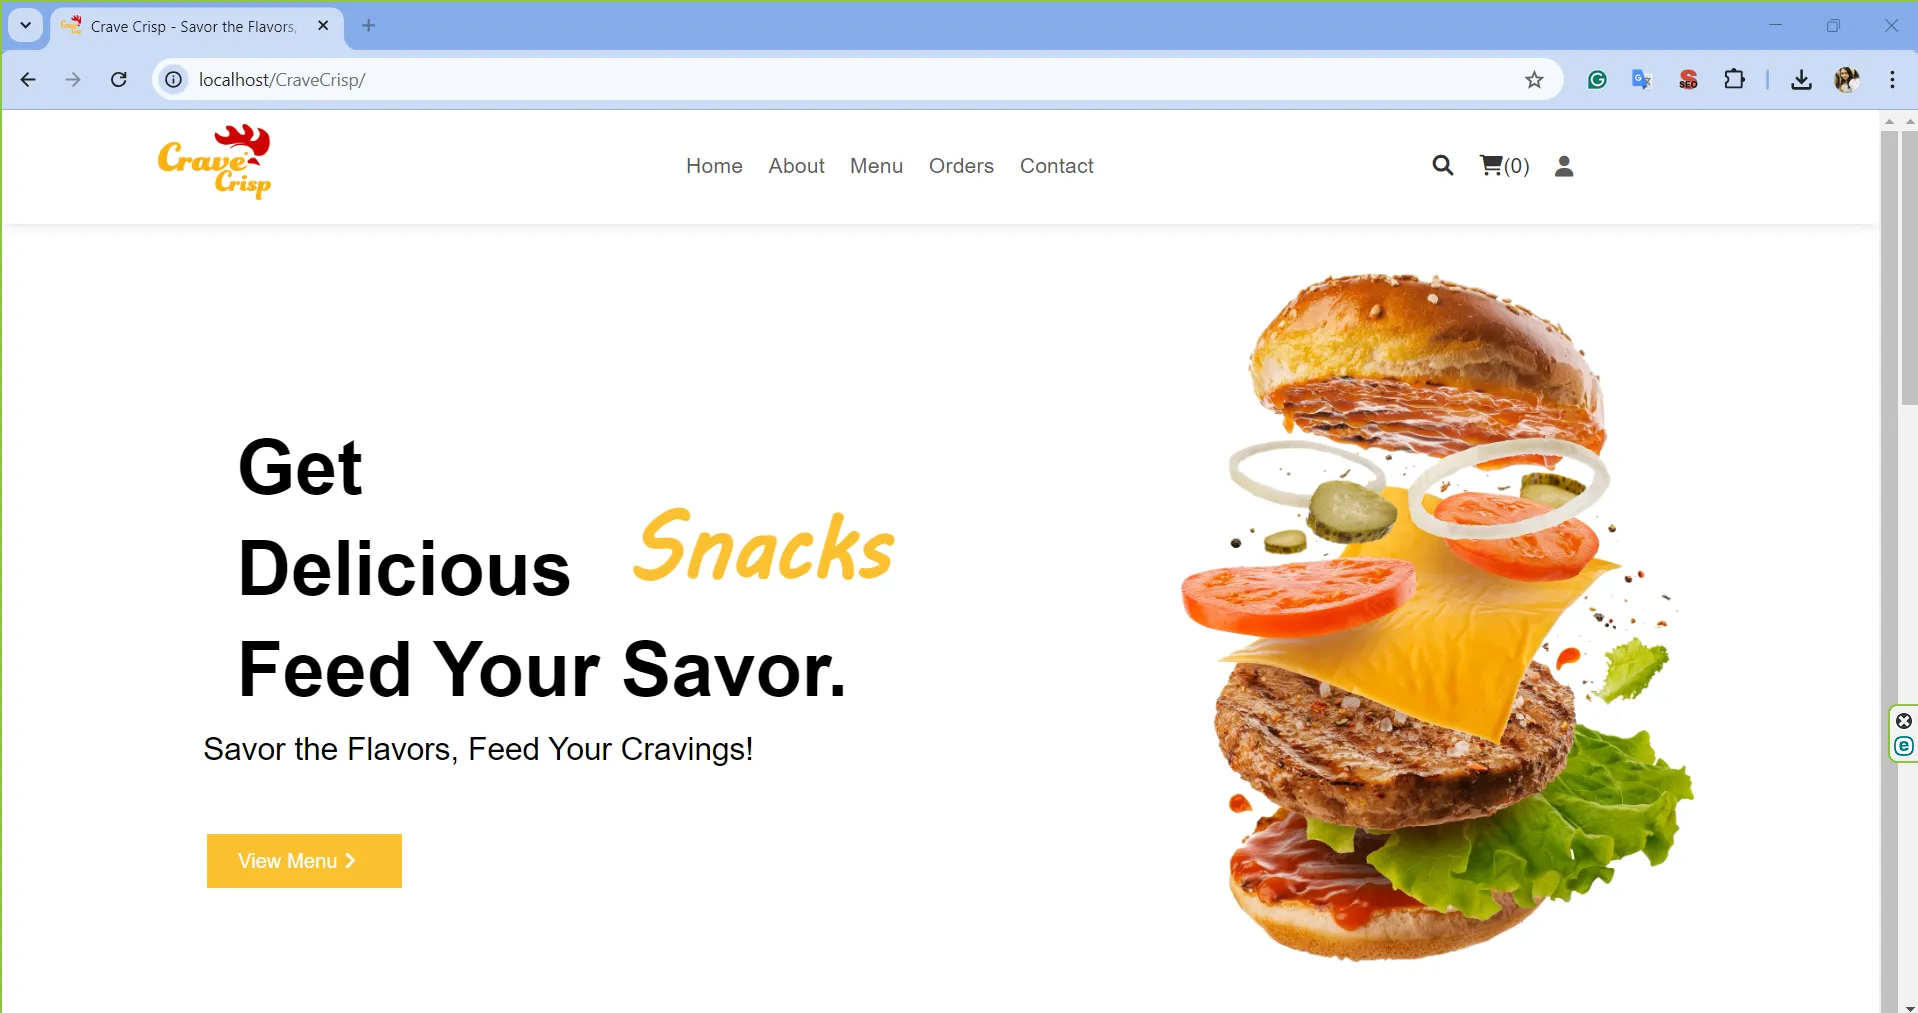 Crave Crisp - Savor the Flavors,
localhost/CraveCrisp/
SEO
Crave
Crisp
Home About Menu Orders Contact
(0)
Get
Delicious Snacks
Feed Your Savor.
Savor the Flavors, Feed Your Cravings!
View Menu